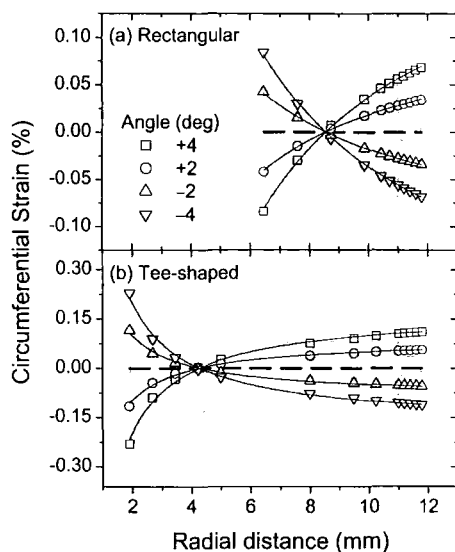 0.10
(a) Rectangular
0.05
0.00
Angle (deg)
+4
+2
−2
−4
-0.05
-0.10
0.30
(b) Tee-shaped
0.15
0.00
-0.15
-0.30
Circumferential Strain (%)
2 4 6 8 10 12
Radial distance (mm)